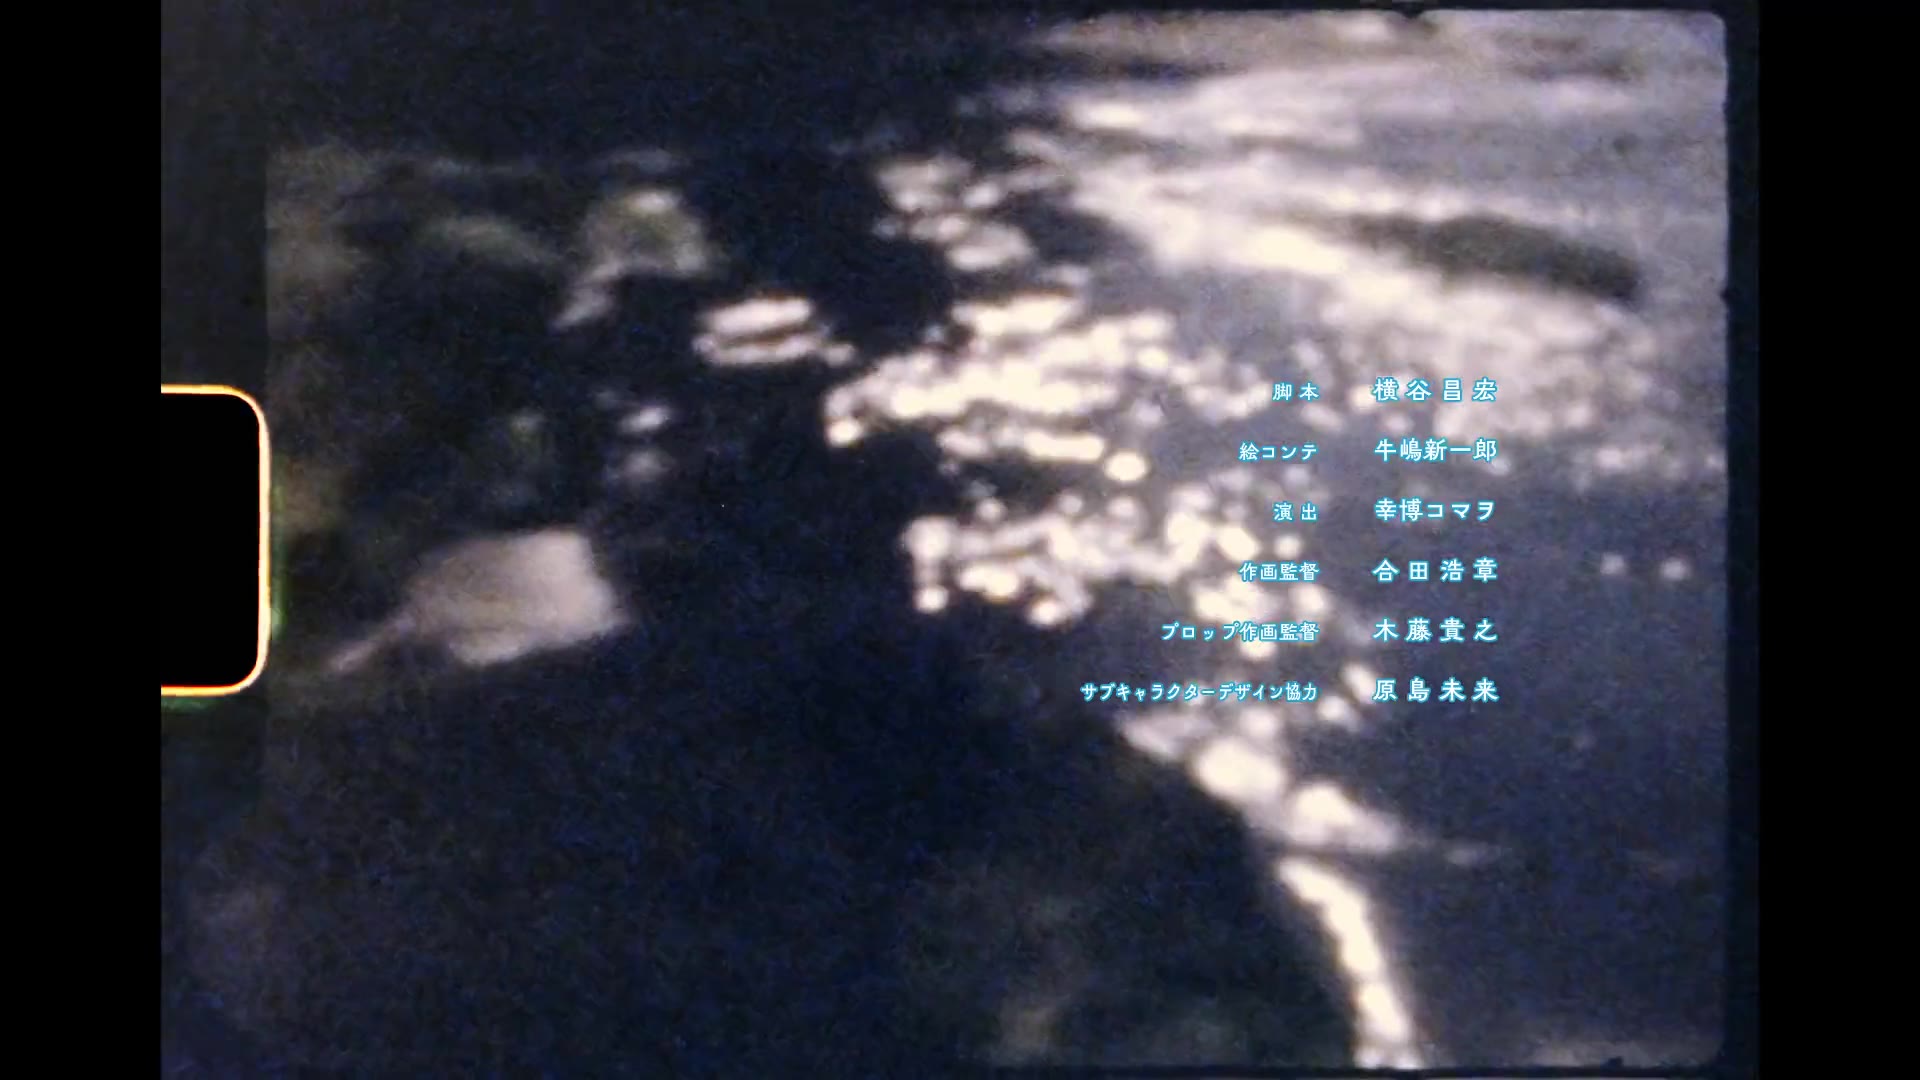 脚本 横谷昌宏
絵コンテ 牛嶋新一郎
演出 幸博コマヲ
作画監督 合田浩章
プロップ作画監督 木藤貴之
サブキャラクターデザイン協力 原島未来